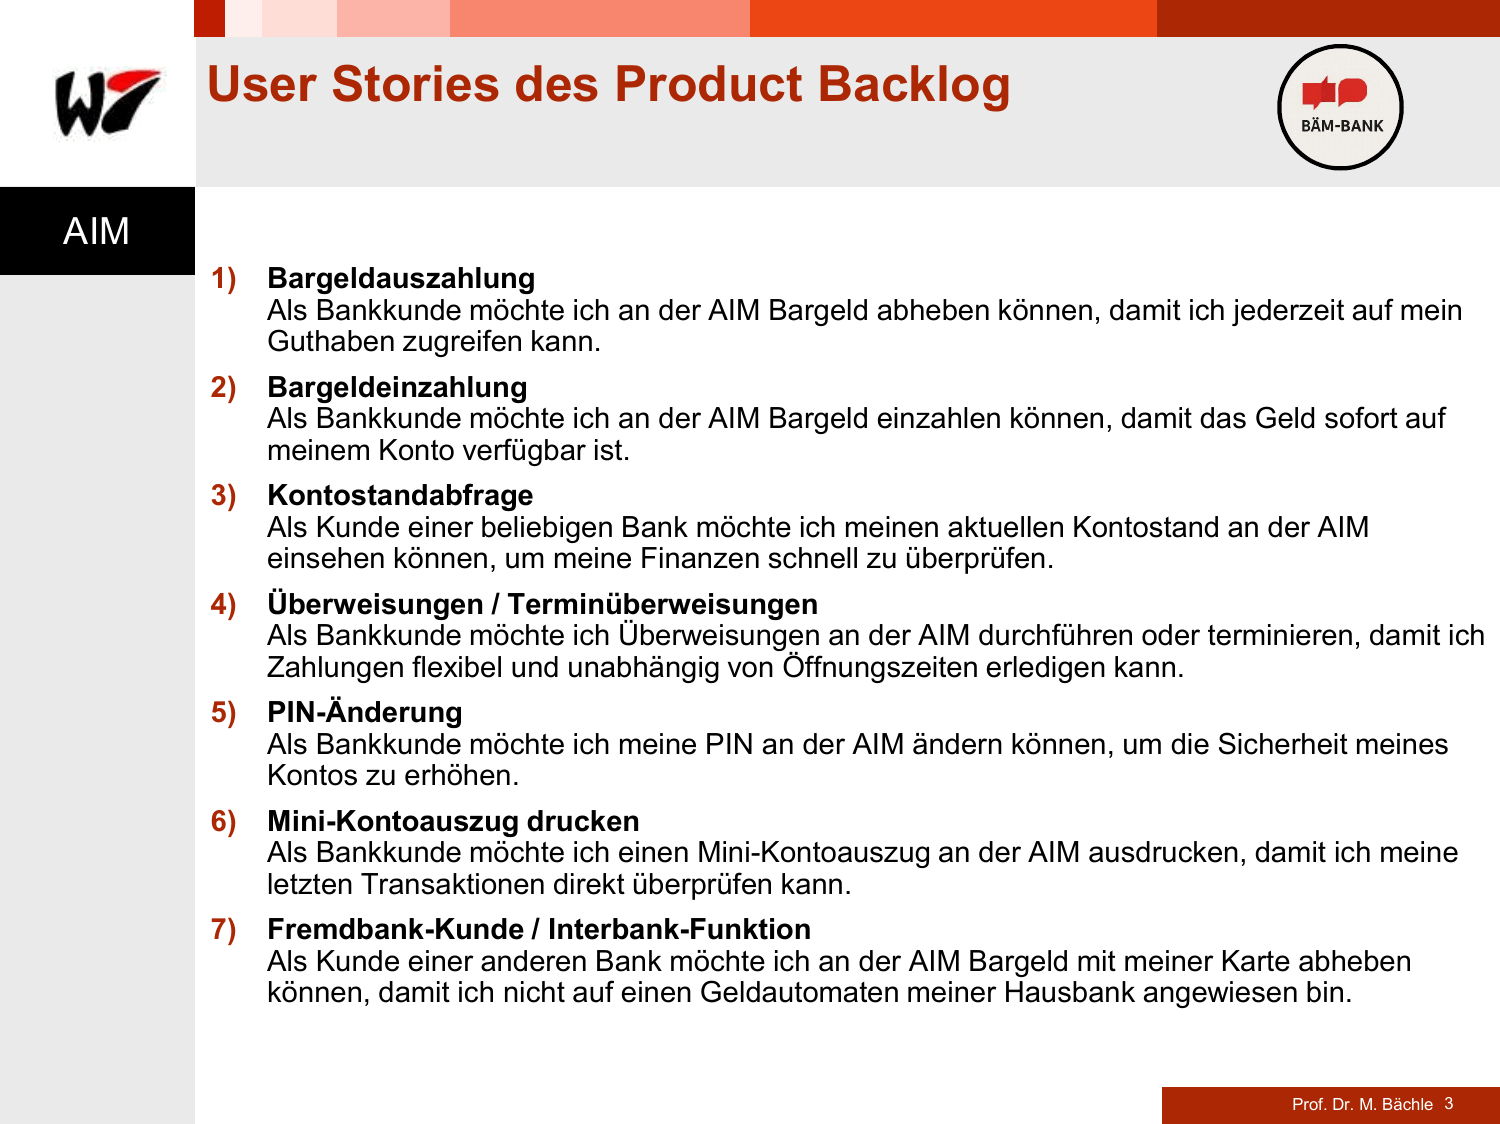 User Stories des Product Backlog
BÄM-BANK
AIM
1) Bargeldauszahlung
Als Bankkunde möchte ich an der AIM Bargeld abheben können, damit ich jederzeit auf mein
Guthaben zugreifen kann.
2) Bargeldeinzahlung
Als Bankkunde möchte ich an der AIM Bargeld einzahlen können, damit das Geld sofort auf
meinem Konto verfügbar ist.
3) Kontostandabfrage
Als Kunde einer beliebigen Bank möchte ich meinen aktuellen Kontostand an der AIM
einsehen können, um meine Finanzen schnell zu überprüfen.
4) Überweisungen / Terminüberweisungen
Als Bankkunde möchte ich Überweisungen an der AIM durchführen oder terminieren, damit ich
Zahlungen flexibel und unabhängig von Öffnungszeiten erledigen kann.
5) PIN-Änderung
Als Bankkunde möchte ich meine PIN an der AIM ändern können, um die Sicherheit meines
Kontos zu erhöhen.
6) Mini-Kontoauszug drucken
Als Bankkunde möchte ich einen Mini-Kontoauszug an der AIM ausdrucken, damit ich meine
letzten Transaktionen direkt überprüfen kann.
7) Fremdbank-Kunde / Interbank-Funktion
Als Kunde einer anderen Bank möchte ich an der AIM Bargeld mit meiner Karte abheben
können, damit ich nicht auf einen Geldautomaten meiner Hausbank angewiesen bin.
Prof. Dr. M. Bächle 3